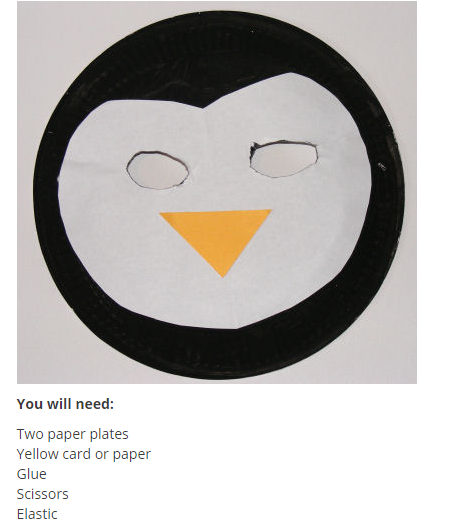 You will need:
Two paper plates
Yellow card or paper
Glue
Scissors
Elastic